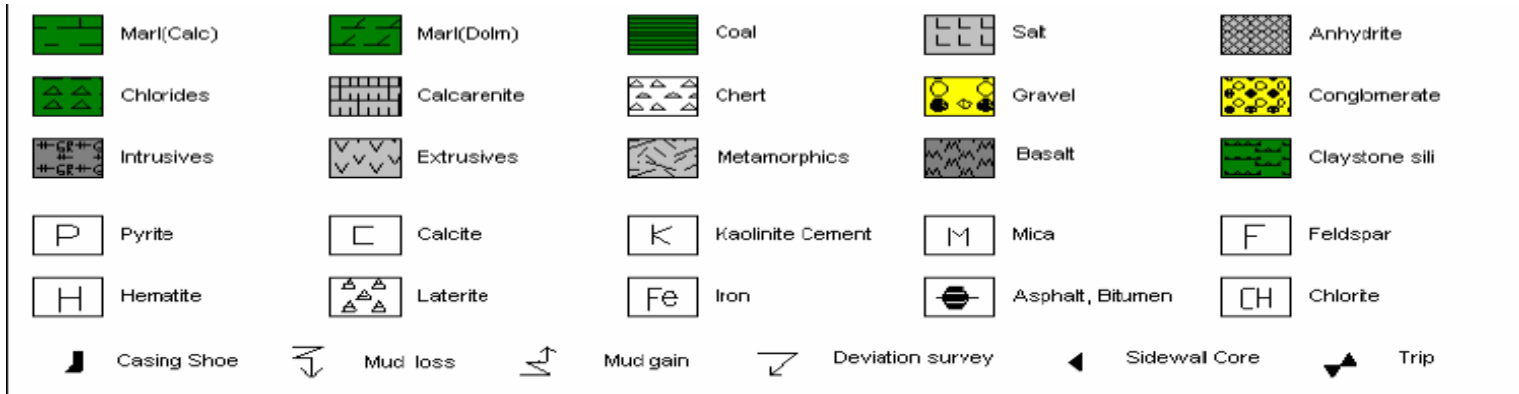 Marl(Calc) Marl(Dolm) Coal Salt Anhydrite
Chlorides Calcarenite Chert Gravel Conglomerate
GR GR Intrusives Extrusives Metamorphics Basalt Claystone sili
P Pyrite C Calcite K Kaolinite Cement M Mica F Feldspar
H Hematite Laterite Fe Iron Asphalt, Bitumen CH Chlorite
Casing Shoe Mud loss Mud gain Deviation survey Sidewall Core Trip